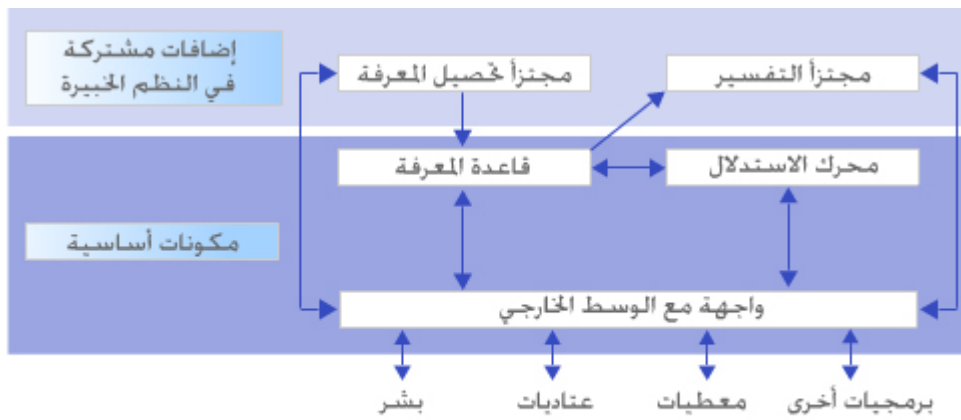 إضافات مشتركة
في النظم الخبيرة
مجتزأ تحصيل المعرفة
مجتزأ التفسير
قاعدة المعرفة
محرك الاستدلال
مكونات أساسية
واجهة مع الوسط الخارجي
برمجيات أخرى
معطيات
عتاديات
بشر